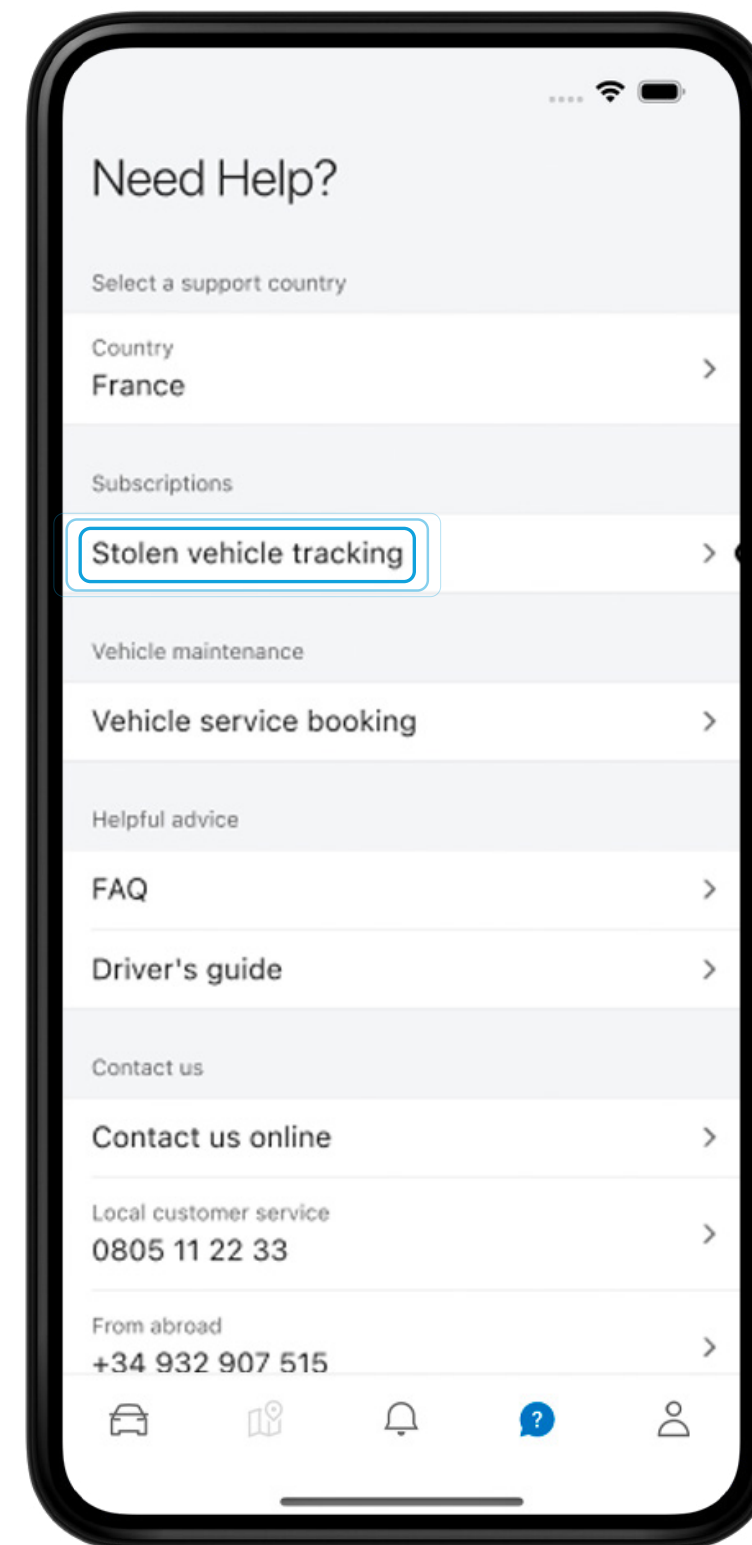 Need Help?
Select a support country
Country
France
Subscriptions
Stolen vehicle tracking
Vehicle maintenance
Vehicle service booking
Helpful advice
FAQ
Driver's guide
Contact us
Contact us online
Local customer service
0805 11 22 33
From abroad
+34 932 907 515
?